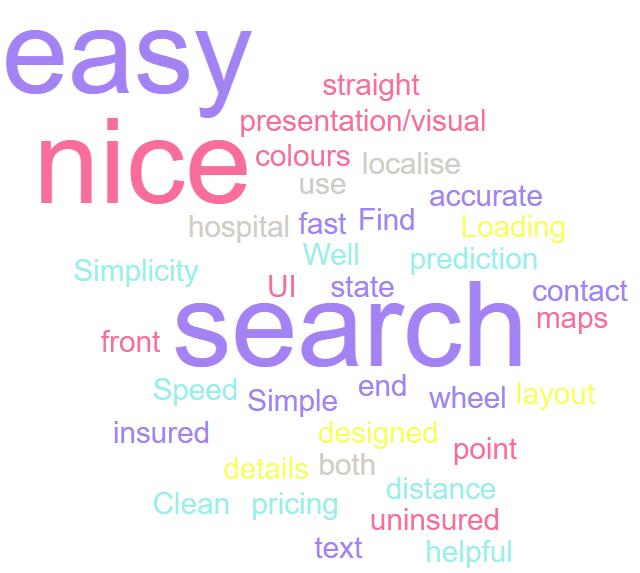 easy
straight
presentation/visual
nice
colours localise
use
accurate
hospital fast Find Loading
Well prediction
Simplicity
UI state contact
search maps
front
Speed Simple end wheel layout
insured designed
both point
details
distance
Clean pricing
uninsured
text helpful